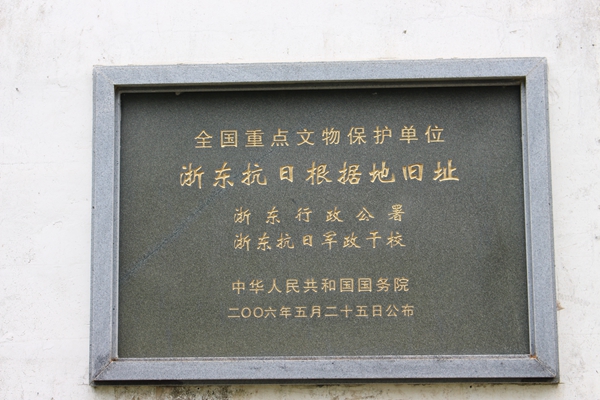 全国重点文物保护单位
浙东抗日根据地旧址
浙东行政公署
浙东抗日军政干校
中华人民共和国国务院
二〇〇六年五月二十五日公布